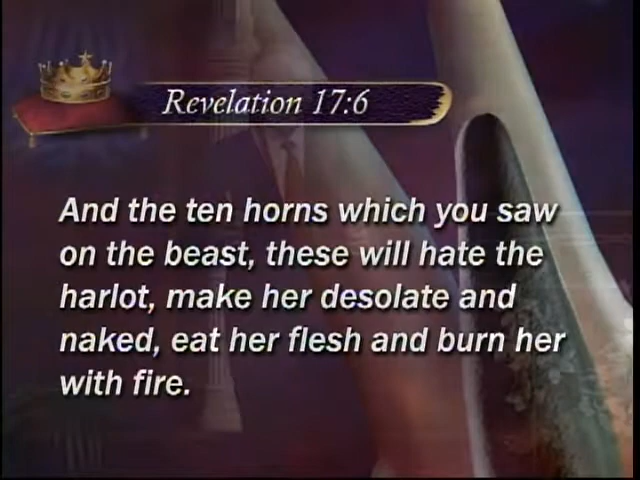 Revelation 17:6
And the ten horns which you saw
on the beast, these will hate the
harlot, make her desolate and
naked, eat her flesh and burn her
with fire.